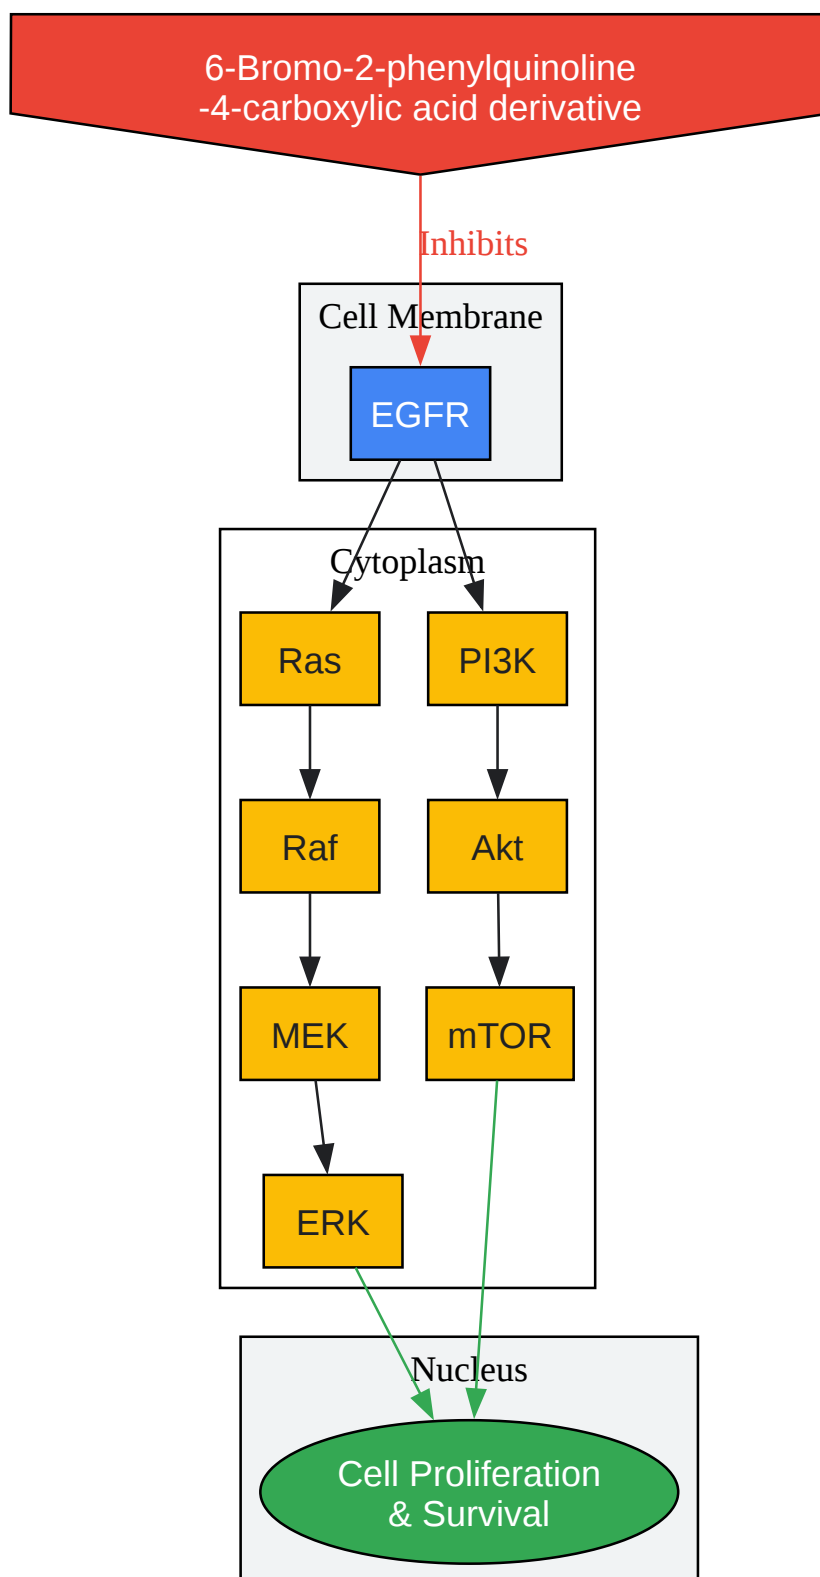 6-Bromo-2-phenylquinoline
-4-carboxylic acid derivative
Inhibits
Cell Membrane
EGFR
Cytoplasm
Ras
PI3K
Raf
Akt
MEK
mTOR
ERK
Nucleus
Cell Proliferation
& Survival